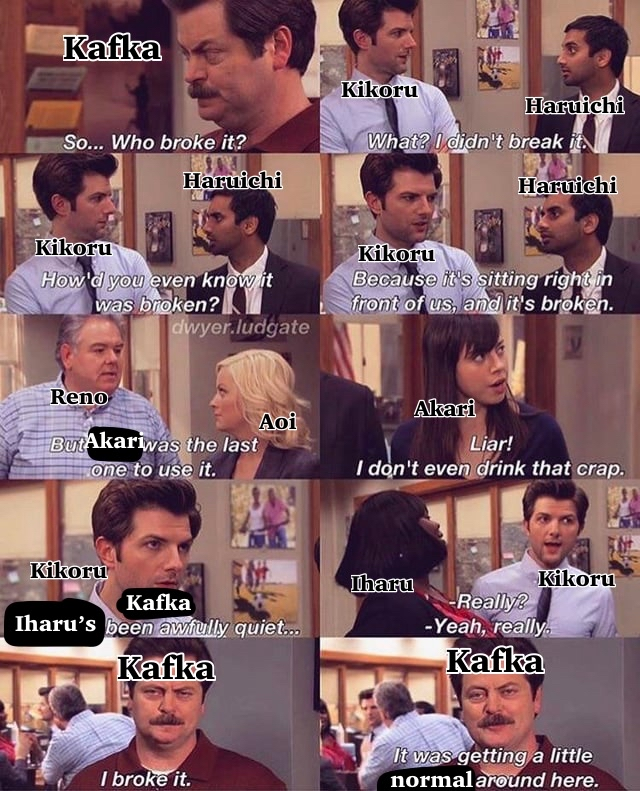 Kafka
So... Who broke it?
Kikoru
Haruichi
What? I didn't break it.
Haruichi
Kikoru
How'd you even know it
was broken?
Haruichi
Kikoru
Because it's sitting right in
front of us, and it's broken.
dwyer.ludgate
Reno
Aoi
But Akari was the last
one to use it.
Akari
Liar!
I don't even drink that crap.
Kikoru
Kafka
Iharu's been awfully quiet...
Iharu
Kikoru
-Really?
-Yeah, really.
Kafka
I broke it.
Kafka
It was getting a little
normal around here.